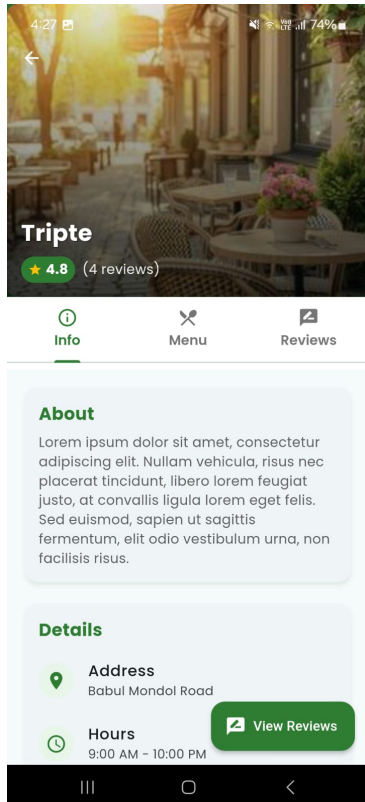 4:27
Vo)) LTE 74%
Tripte
4.8 (4 reviews)
Info Menu Reviews
About
Lorem ipsum dolor sit amet, consectetur
adipiscing elit. Nullam vehicula, risus nec
placerat tincidunt, libero lorem feugiat
justo, at convallis ligula lorem eget felis.
Sed euismod, sapien ut sagittis
fermentum, elit odio vestibulum urna, non
facilisis risus.
Details
Address
Babul Mondol Road
Hours
9:00 AM - 10:00 PM
View Reviews